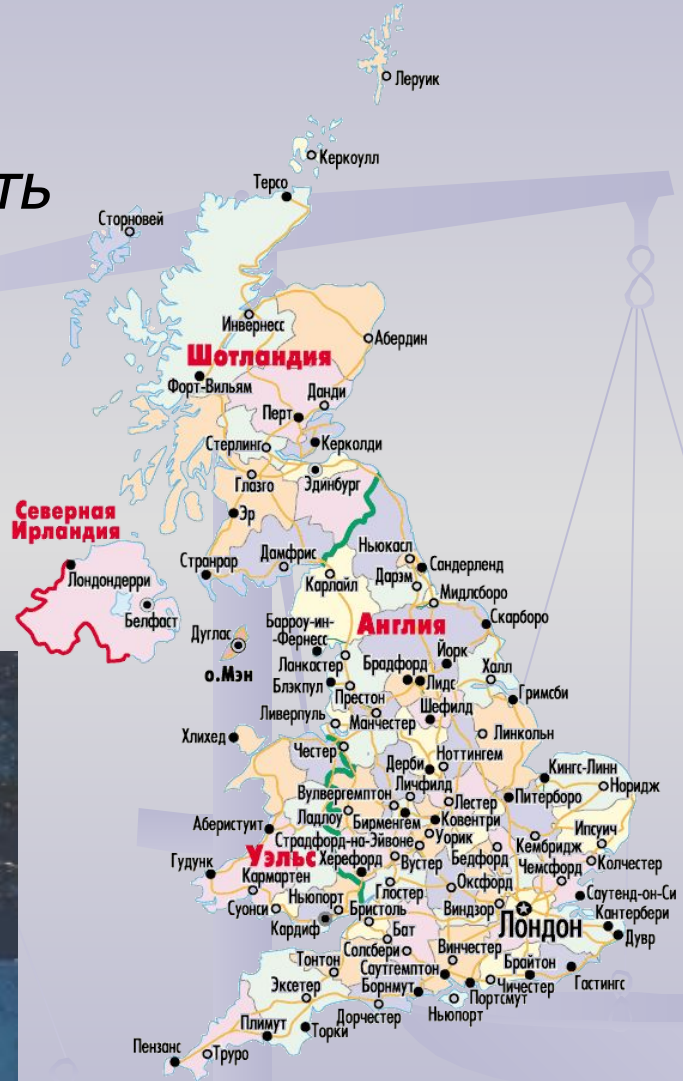 Леруик
Керкоулл
Терсо
ть
Сторновей
Инвернесс
Абердин
Шотландия
Форт-Вильям
Данди
Перт
Стерлинг
Керколди
Глазго
Эдинбург
Эр
Северная
Ирландия
Ньюкасл
Сандерленд
Дамфрис
Странрар
Лондондерри
Карлайл
Дарэм
Мидлсборо
Белфаст
Скарборо
Англия
Барроу-ин-
-Фернесс
Дуглас
о.Мэн
Йорк
Ланкастер
Брадфорд
Халл
Блэкпул
Лидс
Престон
Гримсби
Шефилд
Ливерпуль
Манчестер
Хлихед
Линкольн
Честер
Ноттингем
Дерби
Кингс-Линн
Личфилд
Норидж
Вулвергемптон
Лестер
Питерборо
Ладлоу
Бирменгем
Ковентри
Аберистуит
Ипсуич
Страдфорд-на-Эйвоне
Уорик
Кембридж
Уэльс
Херефорд
Вустер
Бедфорд
Колчестер
Гудунк
Чемсфорд
Кармартен
Оксфорд
Глостер
Саутенд-он-Си
Ньюпорт
Суонси
Бристоль
Виндзор
Лондон
Кантербери
Кардиф
Дувр
Бат
Солсбери
Винчестер
Тонтон
Брайтон
Саутгемптон
Чичестер
Гастингс
Эксетер
Борнмут
Портсмут
Дорчестер
Ньюпорт
Плимут
Торки
Пензанс
Труро